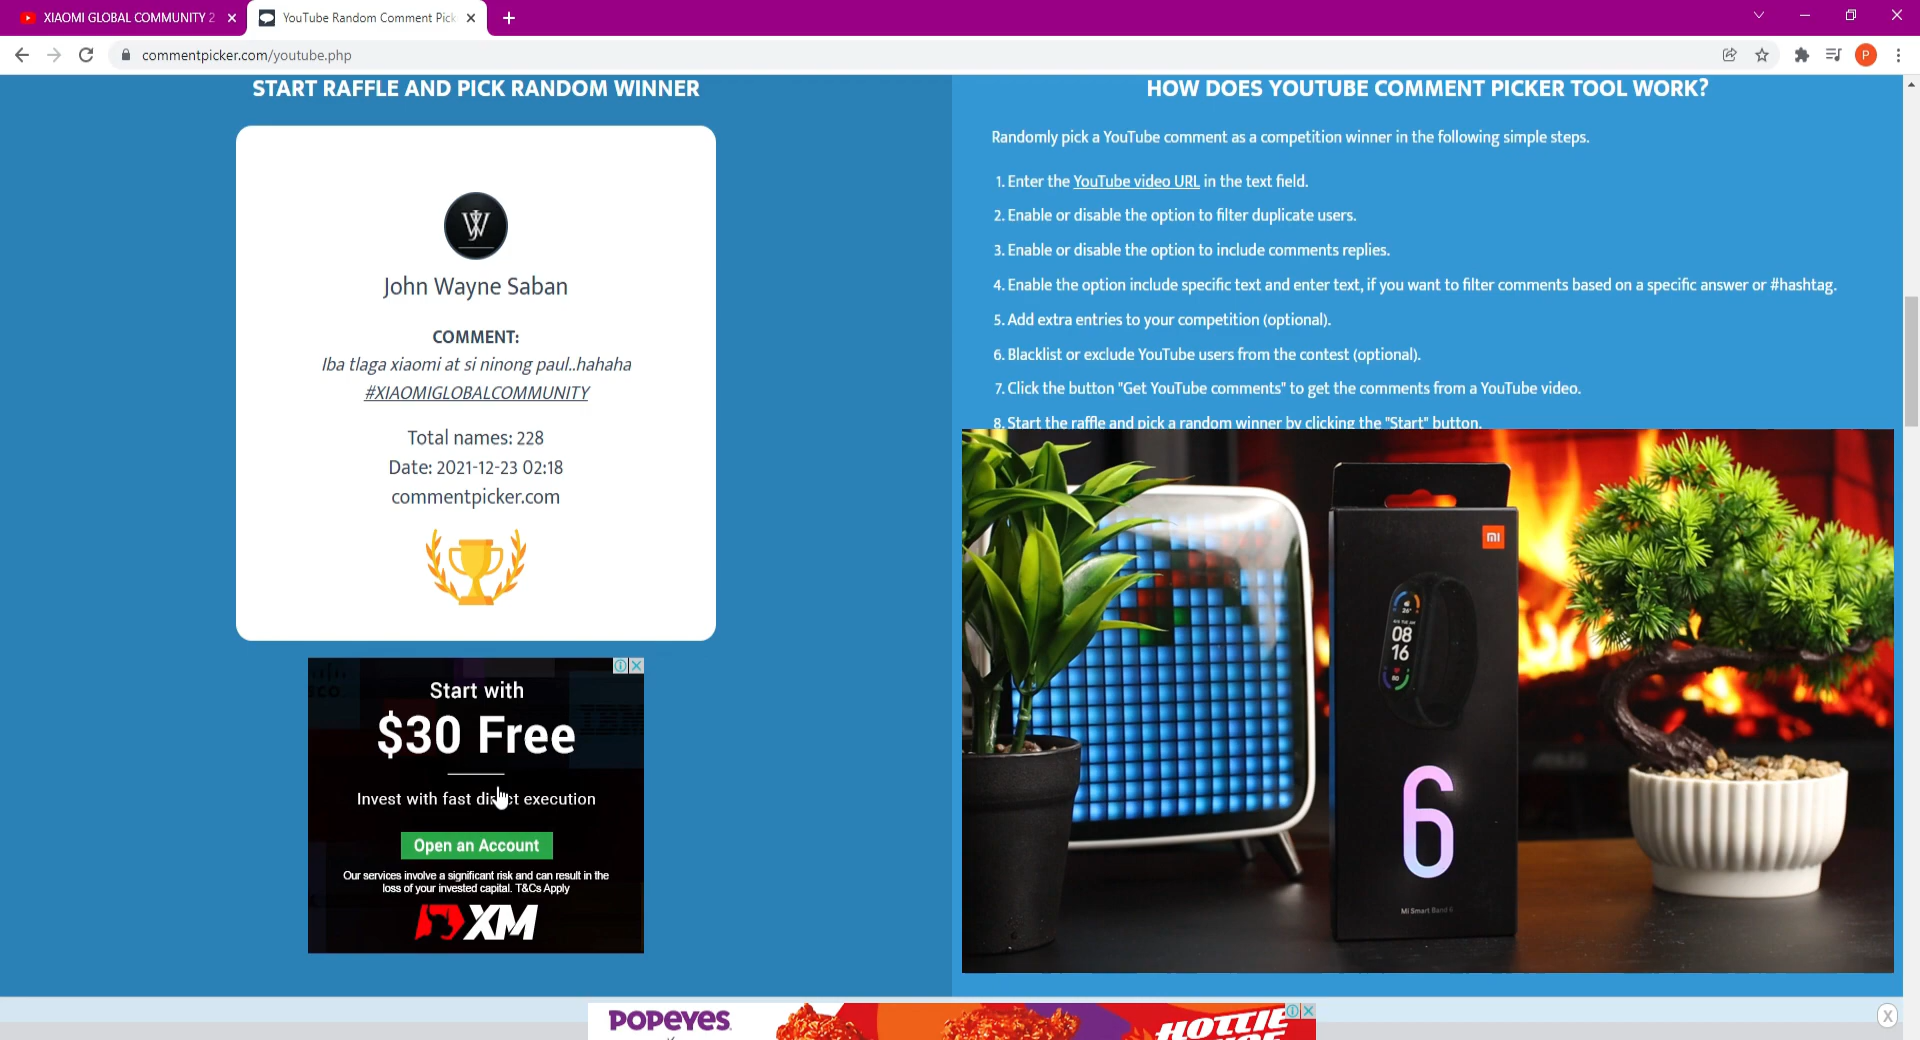 XIAOMI GLOBAL COMMUNITY 2
YouTube Random Comment Pick
commentpicker.com/youtube.php
P
START RAFFLE AND PICK RANDOM WINNER
John Wayne Saban
COMMENT:
Iba tlaga xiaomi at si ninong paul..hahaha
#XIAOMIGLOBALCOMMUNITY
Total names: 228
Date: 2021-12-23 02:18
commentpicker.com
Start with
$30 Free
Invest with fast direct execution
Open an Account
Our services involve a significant risk and can result in the
loss of your invested capital. T&Cs Apply
XM
HOW DOES YOUTUBE COMMENT PICKER TOOL WORK?
Randomly pick a YouTube comment as a competition winner in the following simple steps.
1. Enter the YouTube video URL in the text field.
2. Enable or disable the option to filter duplicate users.
3. Enable or disable the option to include comments replies.
4. Enable the option include specific text and enter text, if you want to filter comments based on a specific answer or #hashtag.
5. Add extra entries to your competition (optional).
6. Blacklist or exclude YouTube users from the contest (optional).
7. Click the button "Get YouTube comments" to get the comments from a YouTube video.
8. Start the raffle and pick a random winner by clicking the "Start" button.
mi
08
16
6
Mi Smart Band 6
POPEYES
HOTTIE
X